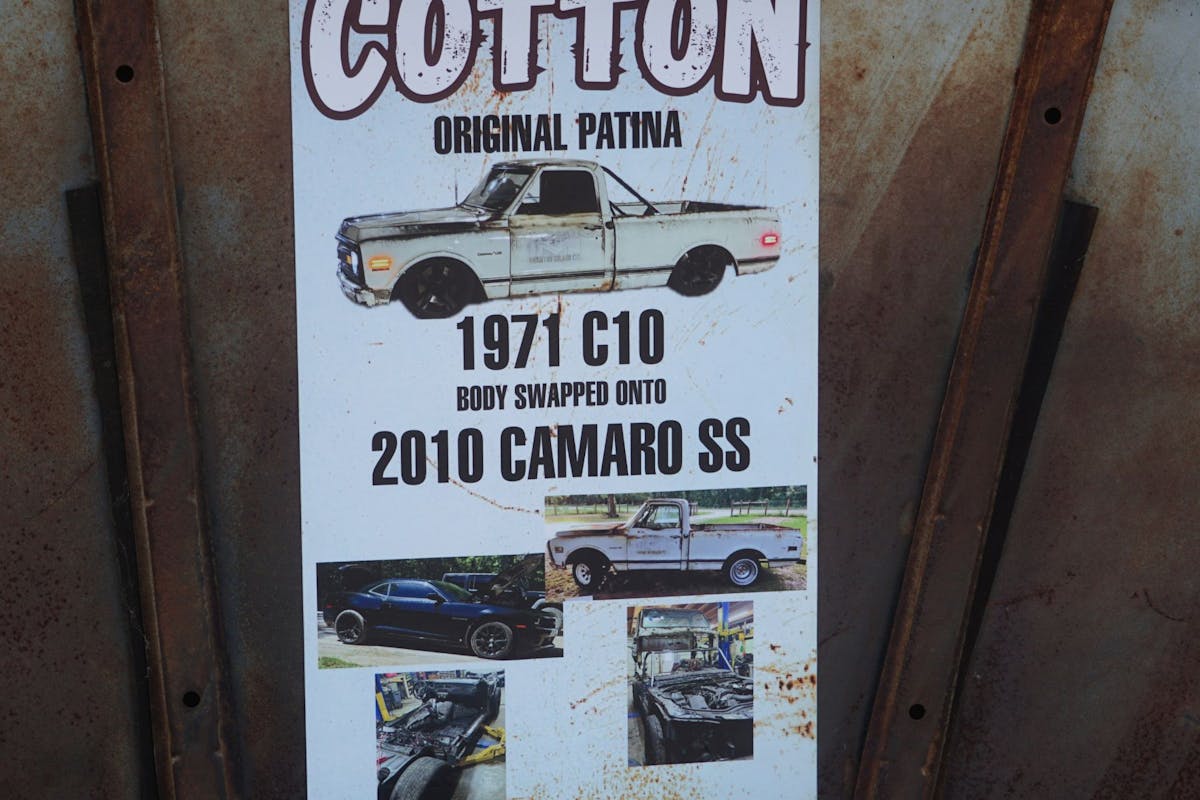 COTTON
ORIGINAL PATINA
1971 C10
BODY SWAPPED ONTO
2010 CAMARO SS